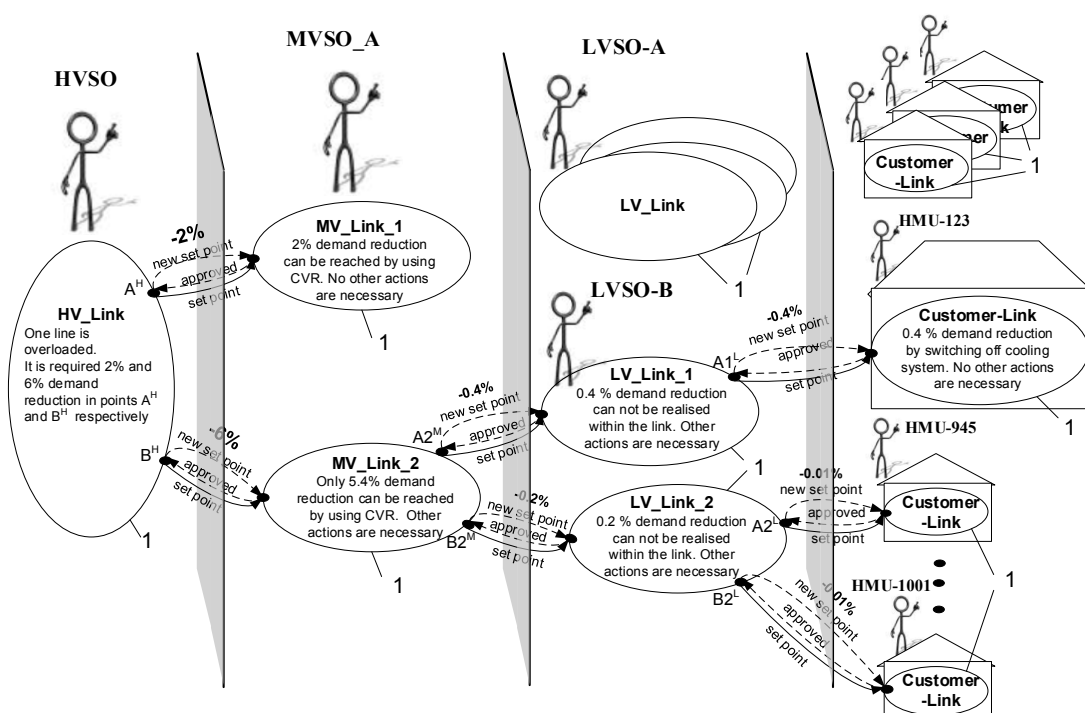 HVSO
MVSO_A
LVSO-A
Customer
-Link
1
LV_Link
1
HMU-123
-2%
new set point
approved
set point
A^H
MV_Link_1
2% demand reduction
can be reached by using
CVR. No other actions
are necessary
1
HV_Link
One line is
overloaded.
It is required 2% and
6% demand
reduction in points A^H
and B^H respectively
1
LVSO-B
-0.4%
new set point
approved
set point
A1^L
Customer-Link
0.4 % demand reduction
by switching off cooling
system. No other actions
are necessary
1
LV_Link_1
0.4 % demand reduction
can not be realised
within the link. Other
actions are necessary
1
-0.4%
new set point
approved
set point
A2^M
-6%
new set point
approved
set point
B^H
MV_Link_2
Only 5.4% demand
reduction can be reached
by using CVR. Other
actions are necessary
1
-0.2%
new set point
approved
set point
B2^M
LV_Link_2
0.2 % demand reduction
can not be realised
within the link. Other
actions are necessary
HMU-945
-0.01%
new set point
approved
set point
A2^L
Customer
-Link
1
HMU-1001
-0.01%
new set point
approved
set point
B2^L
Customer
-Link